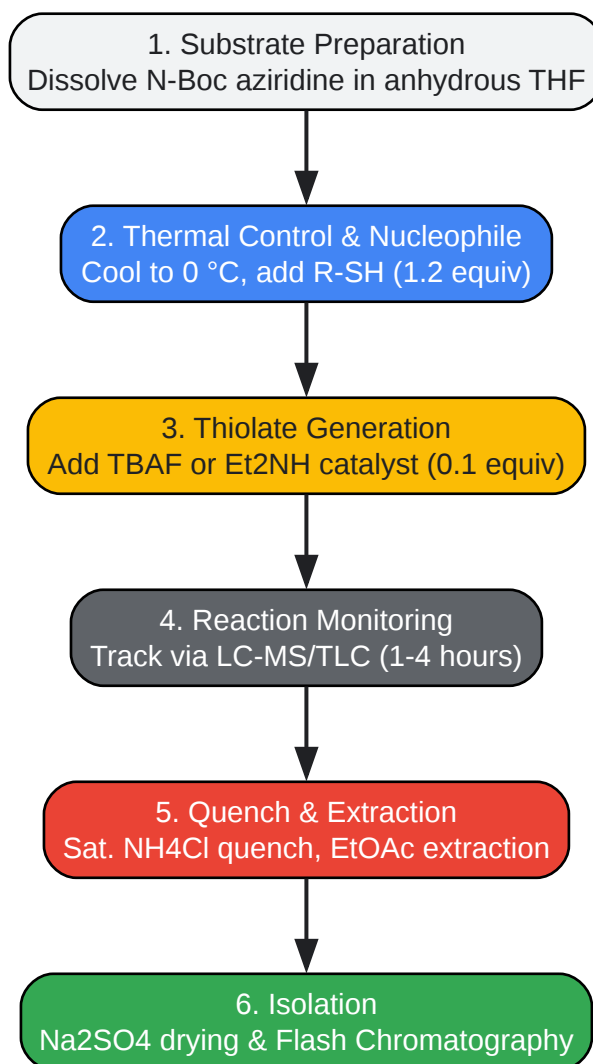 1. Substrate Preparation
Dissolve N-Boc aziridine in anhydrous THF
2. Thermal Control & Nucleophile
Cool to 0 °C, add R-SH (1.2 equiv)
3. Thiolate Generation
Add TBAF or Et2NH catalyst (0.1 equiv)
4. Reaction Monitoring
Track via LC-MS/TLC (1-4 hours)
5. Quench & Extraction
Sat. NH4Cl quench, EtOAc extraction
6. Isolation
Na2SO4 drying & Flash Chromatography